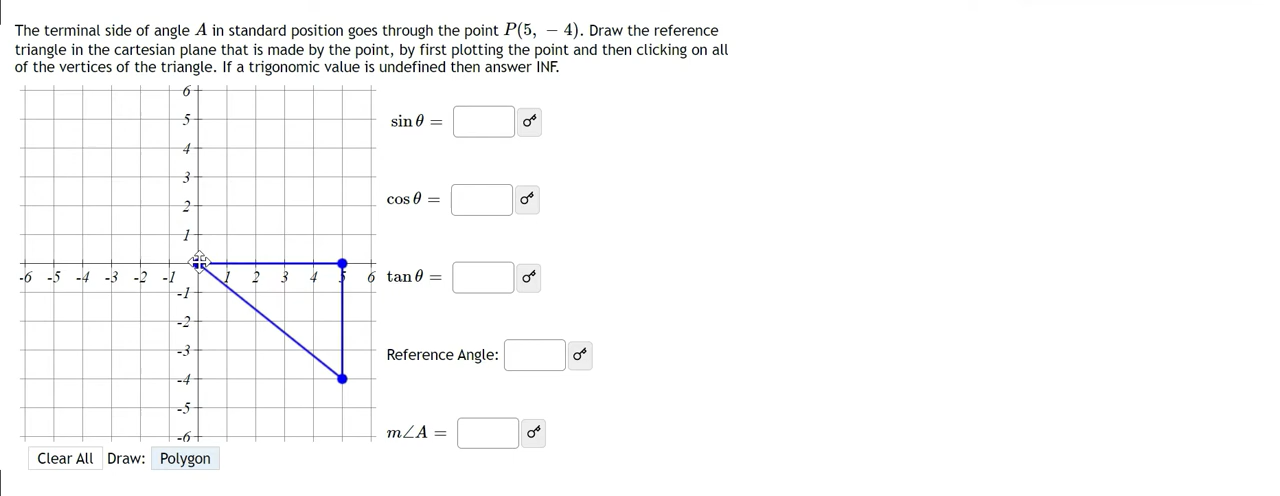 The terminal side of angle A in standard position goes through the point P(5, − 4). Draw the reference
triangle in the cartesian plane that is made by the point, by first plotting the point and then clicking on all
of the vertices of the triangle. If a trigonomic value is undefined then answer INF.
6
5
4
3
2
1
-6 -5 -4 -3 -2 -1 1 2 3 4 5 6
-1
-2
-3
-4
-5
-6
sin θ =
cos θ =
tan θ =
Reference Angle:
m∠A =
Clear All Draw: Polygon